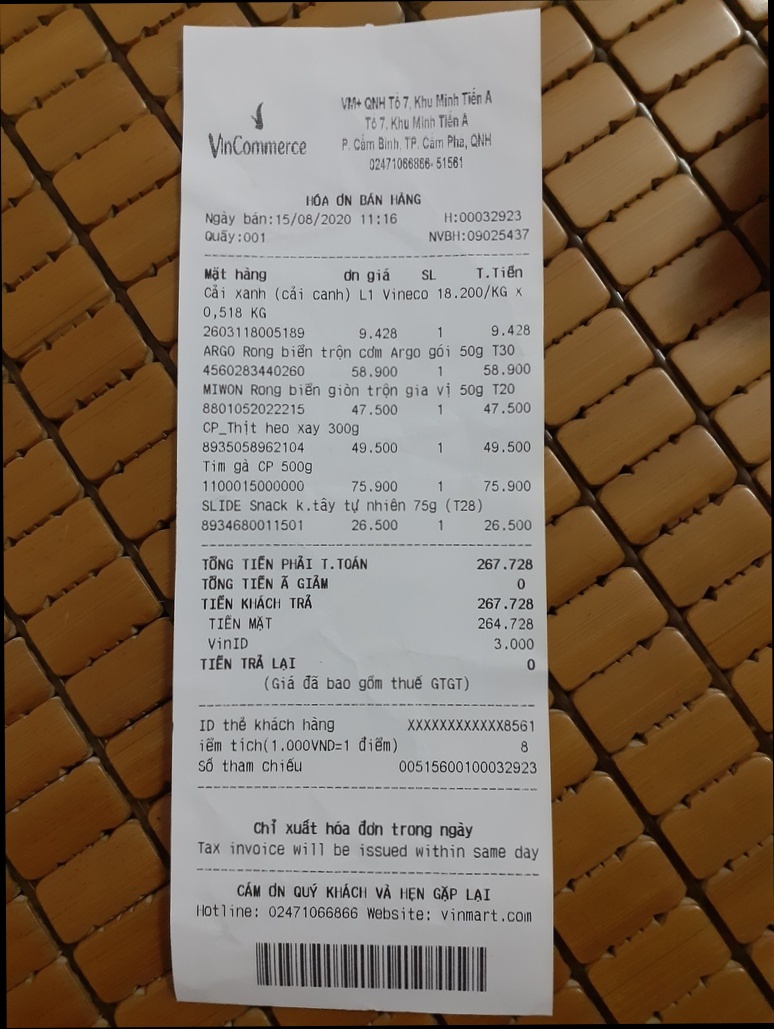 VinCommerce
VM+ QNH Tổ 7, Khu Minh Tiến A
Tổ 7, Khu Minh Tiến A
P. Cẩm Bình, TP. Cẩm Phả, QNH
02471066866- 51561
HÓA ƠN BÁN HÀNG
Ngày bán:15/08/2020 11:16 H:00032923
Quầy:001 NVBH:09025437
Mặt hàng ơn giá SL T.Tiền
Cải xanh (cải canh) L1 Vineco 18.200/KG x
0,518 KG
2603118005189 9.428 1 9.428
ARGO Rong biển trộn cơm Argo gói 50g T30
4560283440260 58.900 1 58.900
MIWON Rong biển giòn trộn gia vị 50g T20
8801052022215 47.500 1 47.500
CP_Thịt heo xay 300g
8935058962104 49.500 1 49.500
Tim gà CP 500g
1100015000000 75.900 1 75.900
SLIDE Snack k.tây tự nhiên 75g (T28)
8934680011501 26.500 1 26.500
TỔNG TIỀN PHẢI T.TOÁN 267.728
TỔNG TIỀN Ã GIẢM 0
TIỀN KHÁCH TRẢ 267.728
TIỀN MẶT 264.728
VinID 3.000
TIỀN TRẢ LẠI 0
(Giá đã bao gồm thuế GTGT)
ID thẻ khách hàng XXXXXXXXXXXX8561
iểm tích(1.000VND=1 điểm) 8
Số tham chiếu 00515600100032923
Chỉ xuất hóa đơn trong ngày
Tax invoice will be issued within same day
CẢM ƠN QUÝ KHÁCH VÀ HẸN GẶP LẠI
Hotline: 02471066866 Website: vinmart.com